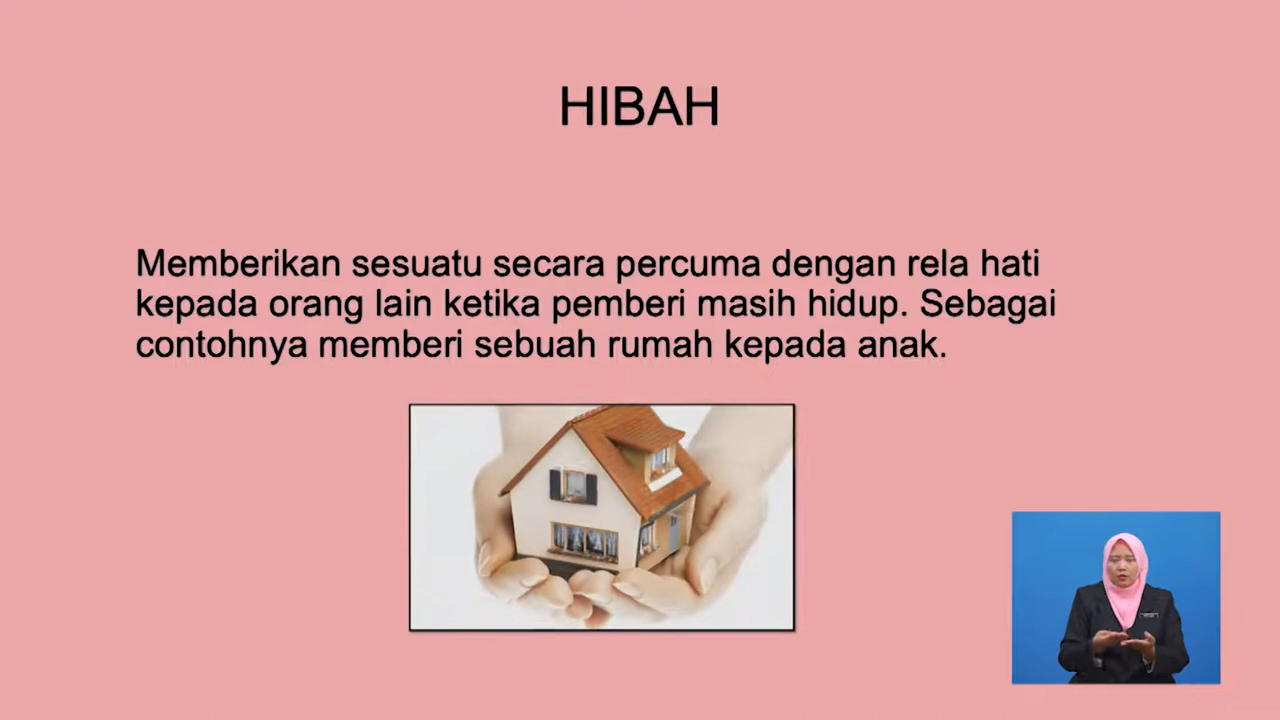 HIBAH
Memberikan sesuatu secara percuma dengan rela hati
kepada orang lain ketika pemberi masih hidup. Sebagai
contohnya memberi sebuah rumah kepada anak.